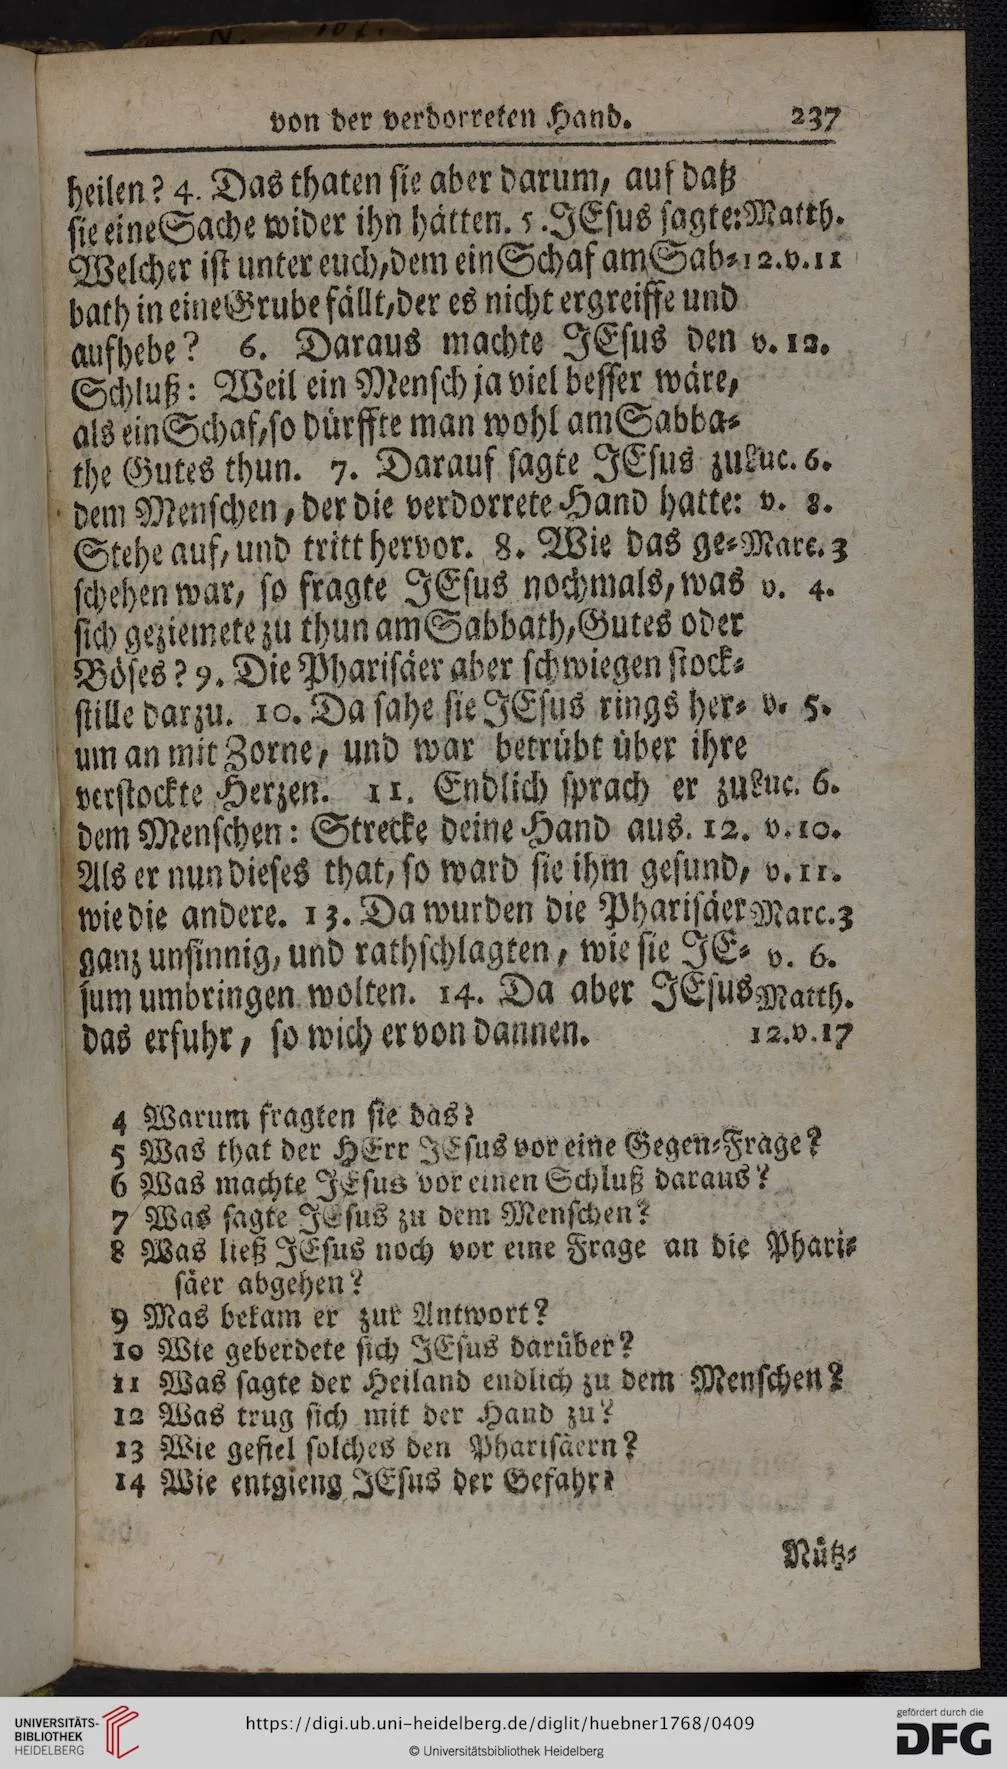 von der verdorreten Hand. 237
heilen? 4. Das thaten sie aber darum, auf daß
sie eine Sache wider ihn hätten. 5. JEsus sagte: Matth.
Welcher ist unter euch, dem ein Schaf am Sab= 12.v.11
bath in eine Grube fällt, der es nicht ergreiffe und
aufhebe? 6. Daraus machte JEsus den v. 12.
Schluß: Weil ein Mensch ja viel besser wäre,
als ein Schaf, so dürffte man wohl am Sabba=
the Gutes thun. 7. Darauf sagte JEsus zu Luc. 6.
dem Menschen, der die verdorrete Hand hatte: v. 8.
Stehe auf, und tritt hervor. 8. Wie das ge= Marc. 3
schehen war, so fragte JEsus nochmals, was v. 4.
sich geziemete zu thun am Sabbath, Gutes oder
Böses? 9. Die Pharisäer aber schwiegen stock=
stille darzu. 10. Da sahe sie JEsus rings her= v. 5.
um an mit Zorne, und war betrübt über ihre
verstockte Herzen. 11. Endlich sprach er zu Luc. 6.
dem Menschen: Strecke deine Hand aus. 12. v. 10.
Als er nun dieses that, so ward sie ihm gesund, v. 11.
wie die andere. 13. Da wurden die Pharisäer Marc. 3
ganz unsinnig, und rathschlagten, wie sie JE= v. 6.
sum umbringen wolten. 14. Da aber JEsus Matth.
das erfuhr, so wich er von dannen. 12.v.17
4 Warum fragten sie das?
5 Was that der HErr JEsus vor eine Gegen=Frage?
6 Was machte JEsus vor einen Schluß daraus?
7 Was sagte JEsus zu dem Menschen?
8 Was ließ JEsus noch vor eine Frage an die Phari=
säer abgehen?
9 Mas bekam er zur Antwort?
10 Wie geberdete sich JEsus darüber?
11 Was sagte der Heiland endlich zu dem Menschen?
12 Was trug sich mit der Hand zu?
13 Wie gefiel solches den Pharisäern?
14 Wie entgieng JEsus der Gefahr?
Nütz=
UNIVERSITÄTS-
BIBLIOTHEK
HEIDELBERG
https://digi.ub.uni-heidelberg.de/diglit/huebner1768/0409
© Universitätsbibliothek Heidelberg
gefördert durch die
DFG